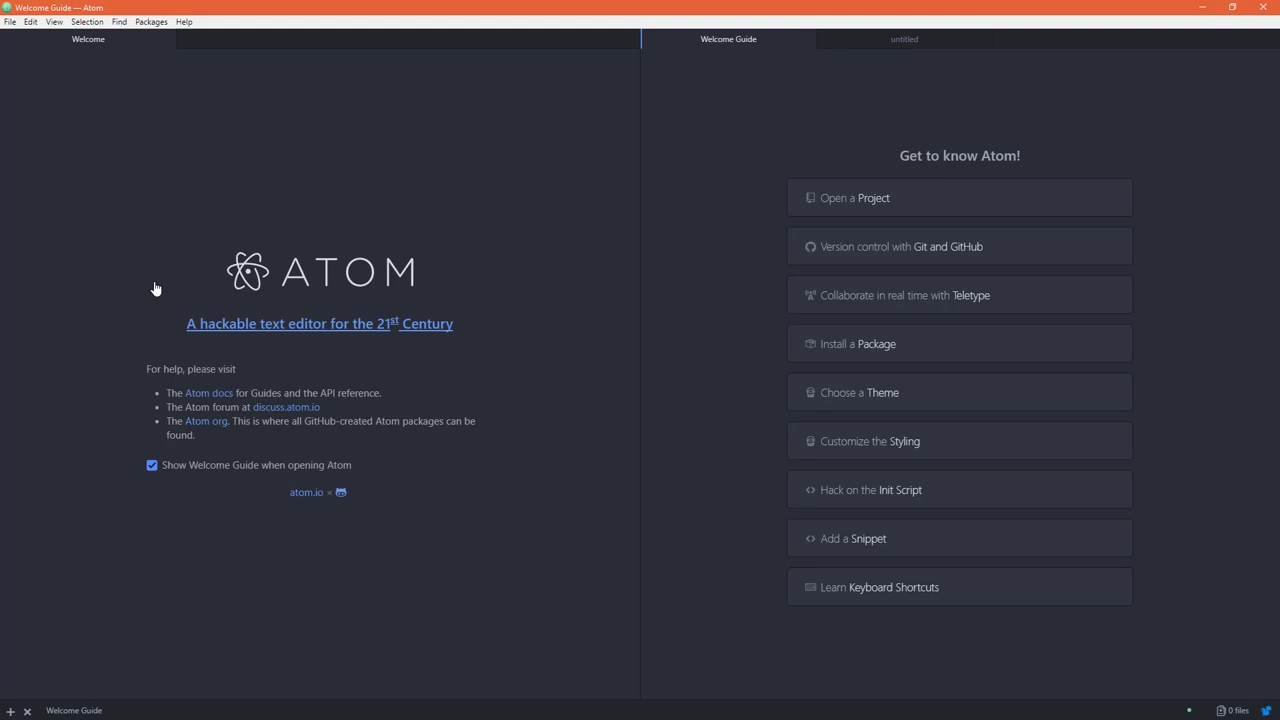 Welcome Guide — Atom
File Edit View Selection Find Packages Help
Welcome
Welcome Guide untitled
ATOM
A hackable text editor for the 21st Century
For help, please visit
• The Atom docs for Guides and the API reference.
• The Atom forum at discuss.atom.io
• The Atom org. This is where all GitHub-created Atom packages can be
found.
Show Welcome Guide when opening Atom
atom.io ×
Get to know Atom!
Open a Project
Version control with Git and GitHub
Collaborate in real time with Teletype
Install a Package
Choose a Theme
Customize the Styling
Hack on the Init Script
Add a Snippet
Learn Keyboard Shortcuts
Welcome Guide
0 files